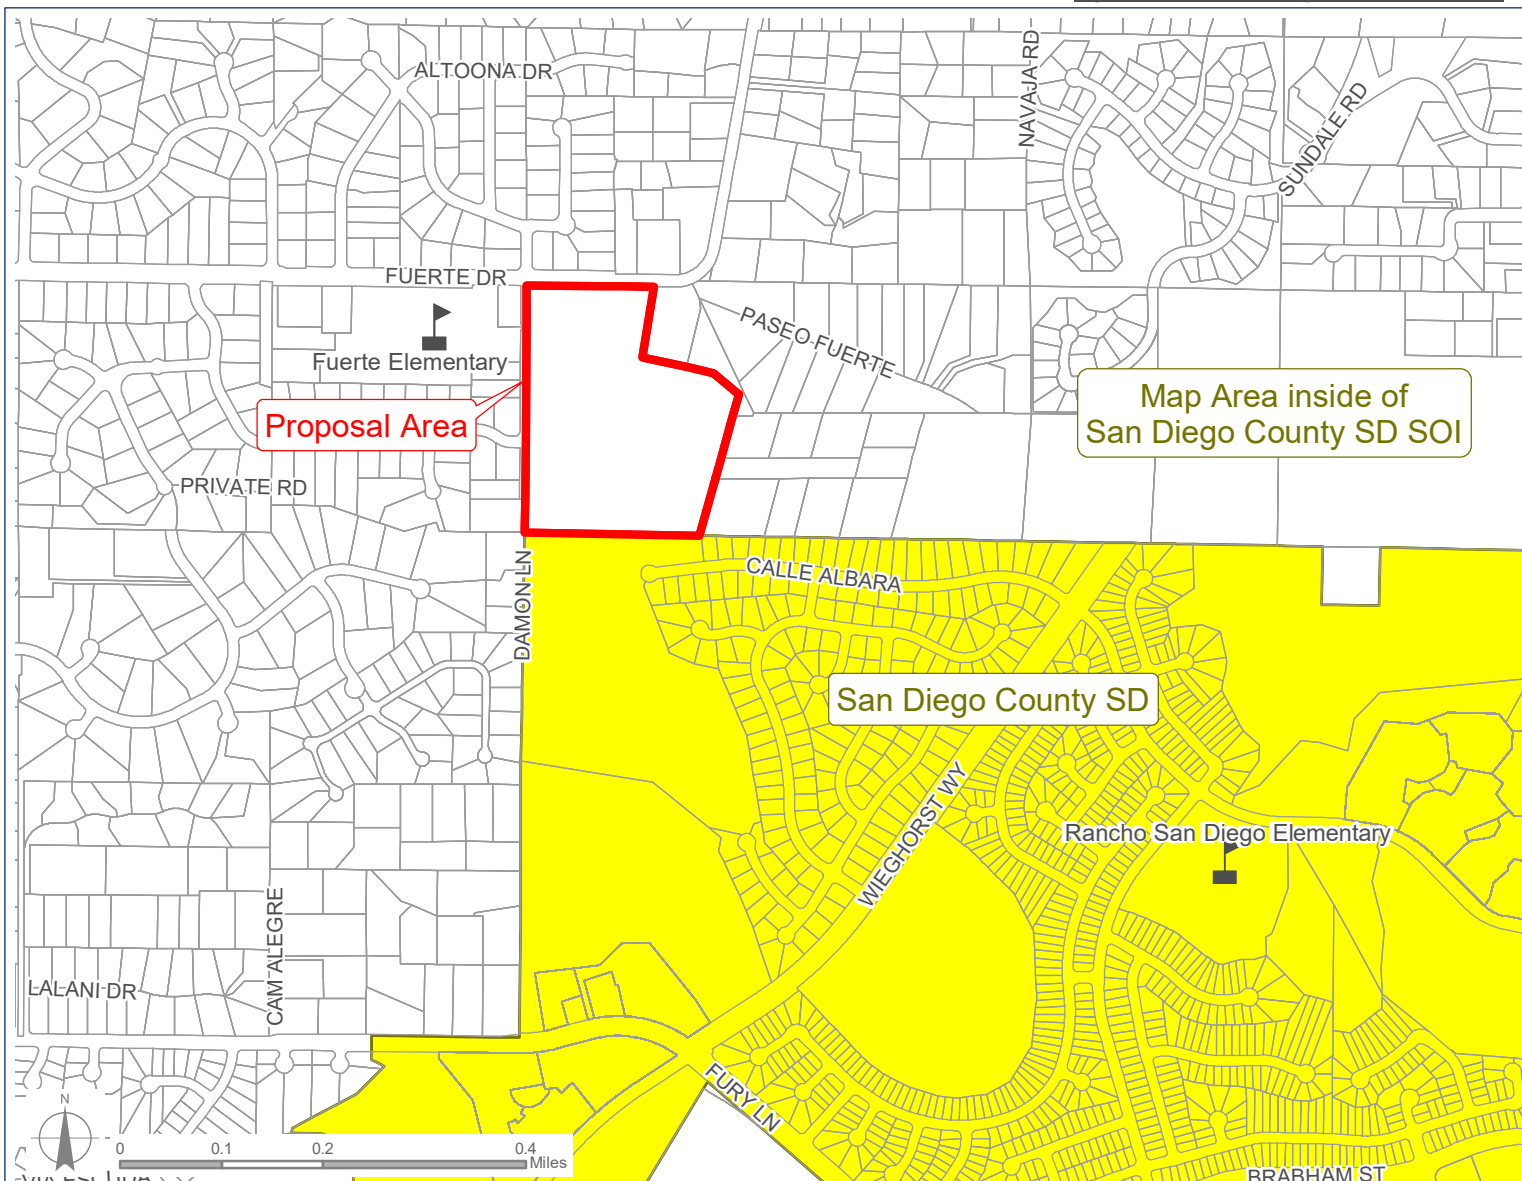 ALTOONA DR
NAVAJA RD
SUNDALE RD
FUERTE DR
PASEO FUERTE
Fuerte Elementary
Map Area inside of
San Diego County SD SOI
Proposal Area
PRIVATE RD
DAMON LN
CALLE ALBARA
San Diego County SD
WIEGHORST WY
Rancho San Diego Elementary
CAM ALEGRE
LALANI DR
FURY LN
N
0 0.1 0.2 0.4
Miles
BRABHAM ST